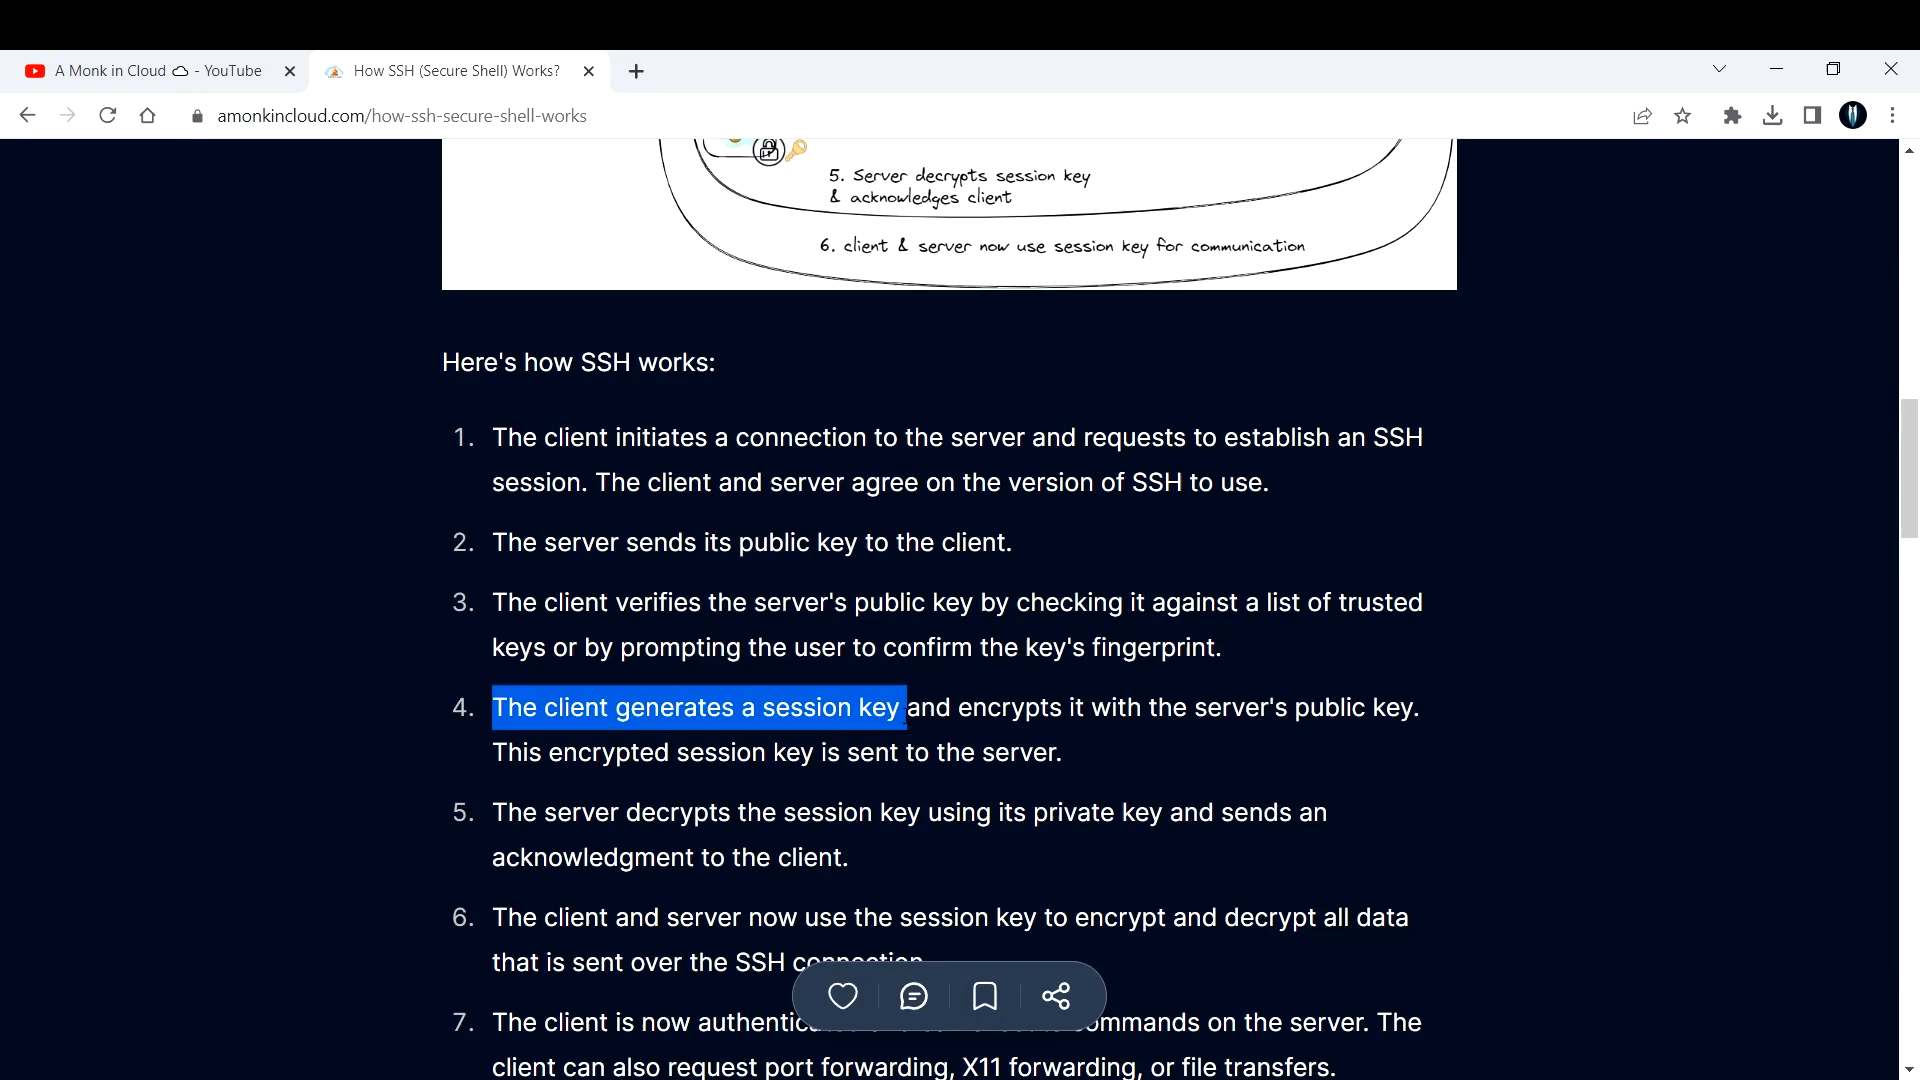 A Monk in Cloud - YouTube
How SSH (Secure Shell) Works?
amonkincloud.com/how-ssh-secure-shell-works
5. Server decrypts session key
& acknowledges client
6. client & server now use session key for communication
Here's how SSH works:
1. The client initiates a connection to the server and requests to establish an SSH
session. The client and server agree on the version of SSH to use.
2. The server sends its public key to the client.
3. The client verifies the server's public key by checking it against a list of trusted
keys or by prompting the user to confirm the key's fingerprint.
4. The client generates a session key and encrypts it with the server's public key.
This encrypted session key is sent to the server.
5. The server decrypts the session key using its private key and sends an
acknowledgment to the client.
6. The client and server now use the session key to encrypt and decrypt all data
that is sent over the SSH connection
7. The client is now commands on the server. The
client can also request port forwarding, X11 forwarding, or file transfers.